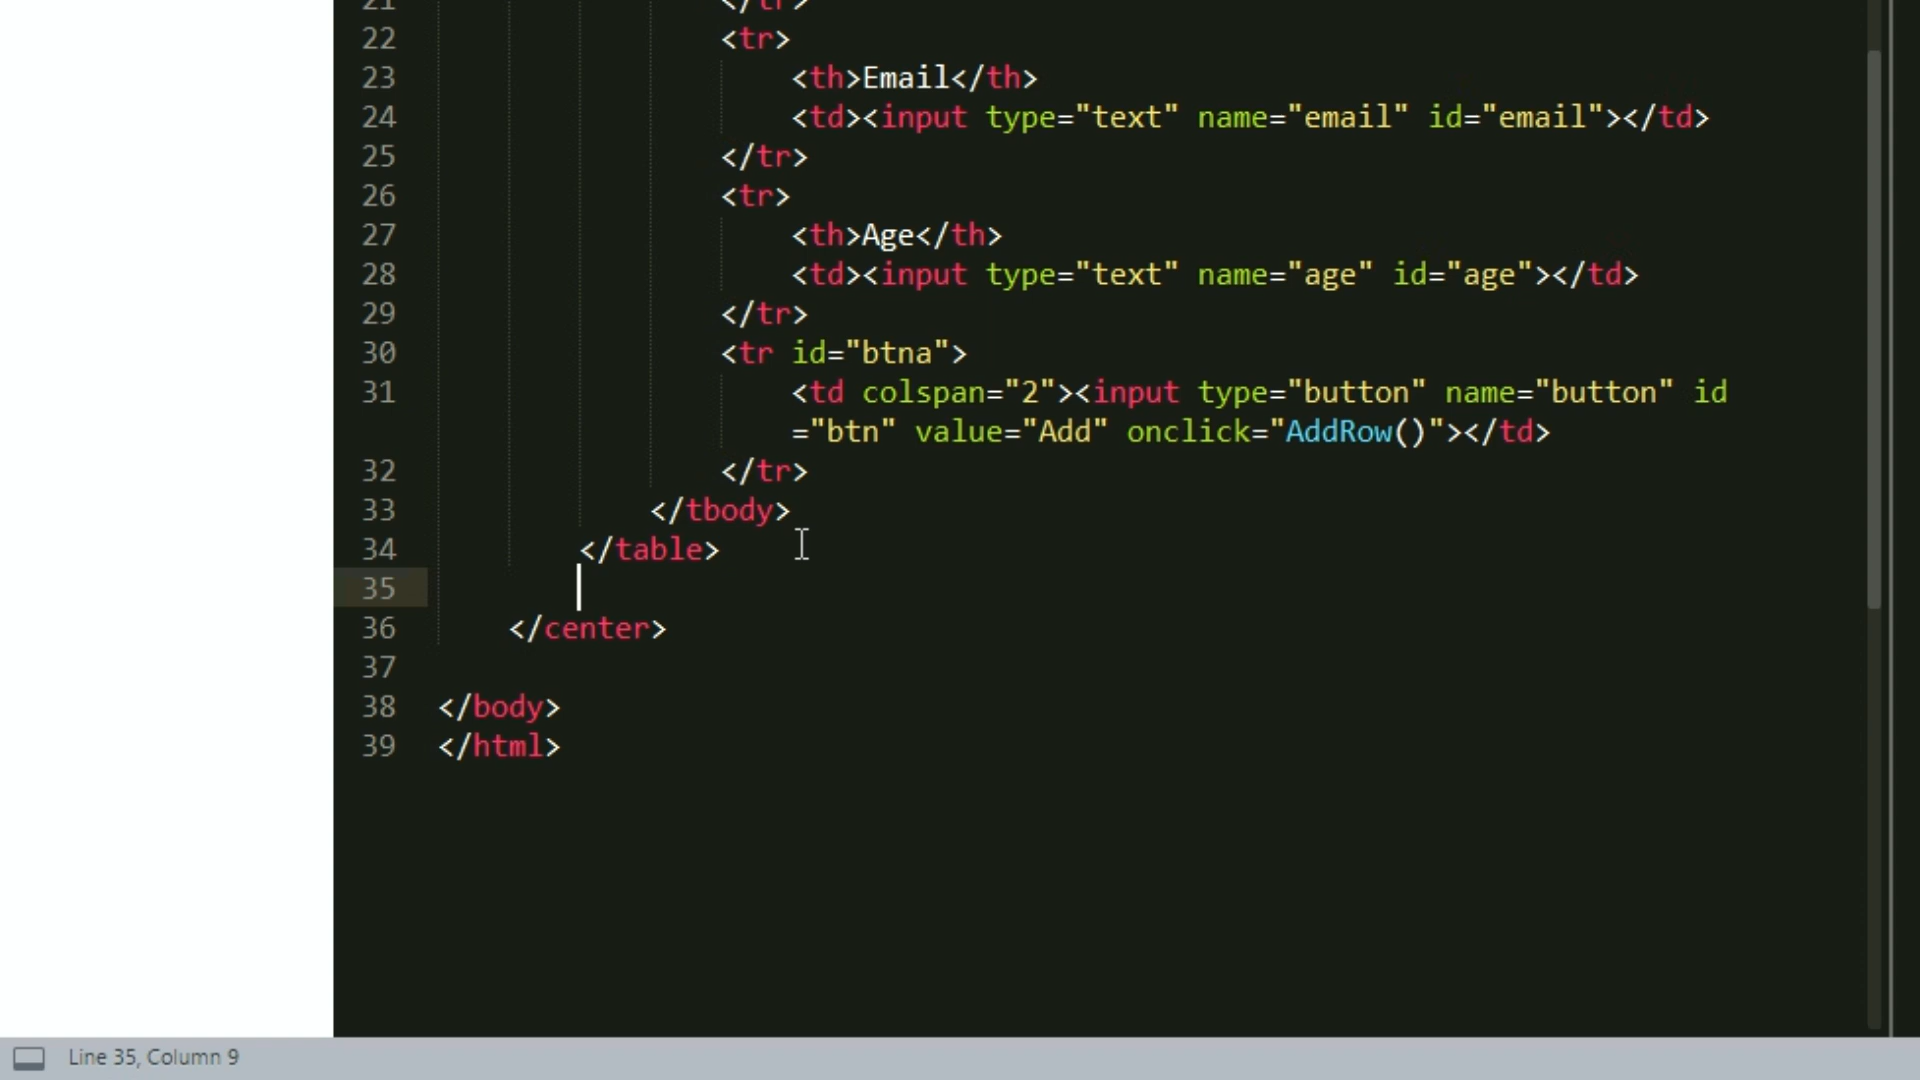 21 </tr>
22 <tr>
23 <th>Email</th>
24 <td><input type="text" name="email" id="email"></td>
25 </tr>
26 <tr>
27 <th>Age</th>
28 <td><input type="text" name="age" id="age"></td>
29 </tr>
30 <tr id="btna">
31 <td colspan="2"><input type="button" name="button" id
="btn" value="Add" onclick="AddRow()"></td>
32 </tr>
33 </tbody>
34 </table>
35
36 </center>
37
38 </body>
39 </html>
Line 35, Column 9